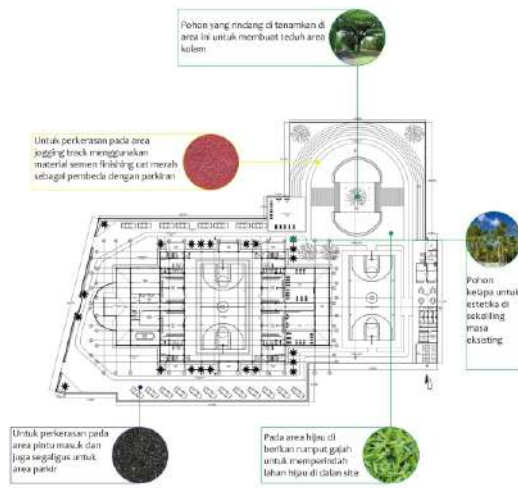 Pohon yang rindang di tanamkan di
area ini untuk membuat teduh area
kolam
Untuk perkerasan pada area
jogging track menggunakan
material semen finishing cat merah
sebagai pembeda dengan parkiran
Pohon
kelapa untuk
estetika di
sekeliling
masa
eksisting
Untuk perkerasan pada
area pintu masuk dan
juga segaligus untuk
area parkir
Pada area hijau di
berikan rumput gajah
untuk memperindah
lahan hijau di dalan site